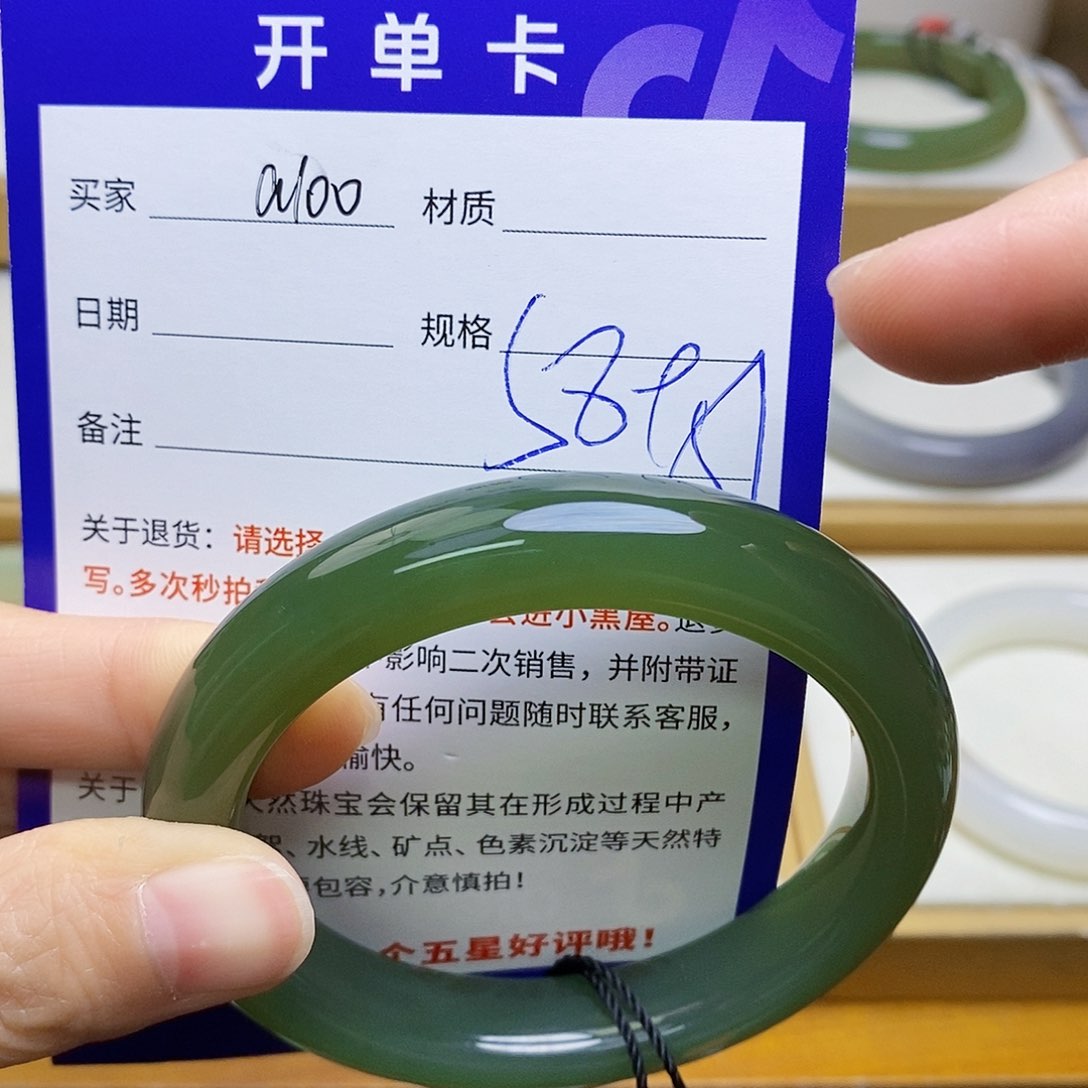 开单卡
买家 a100 材质
日期 规格
备注
关于退货：请选择
写。多次秒拍
会进小黑屋。退货
影响二次销售，并附带证
有任何问题随时联系客服，
愉快。
关于 天然珠宝会保留其在形成过程中产
水线、矿点、色素沉淀等天然特
包容，介意慎拍！
个五星好评哦！